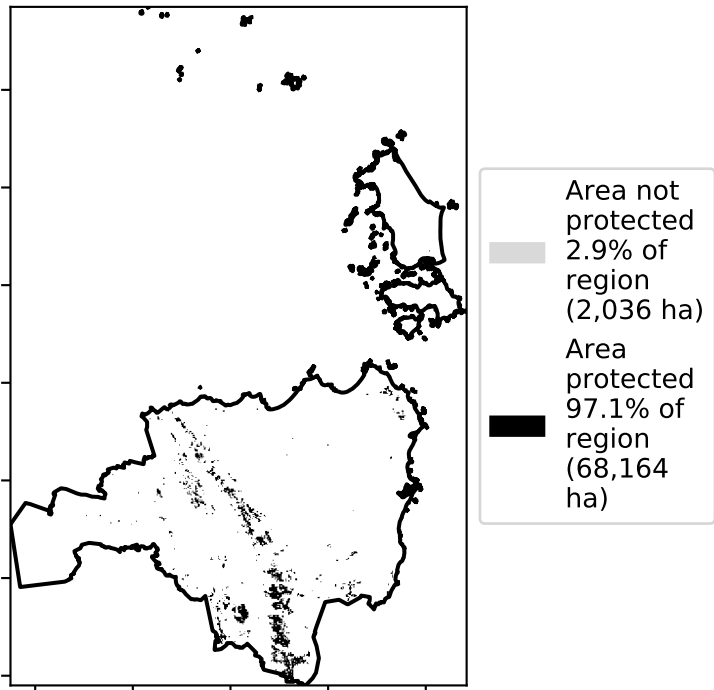 Area not
protected
2.9% of
region
(2,036 ha)
Area
protected
97.1% of
region
(68,164
ha)